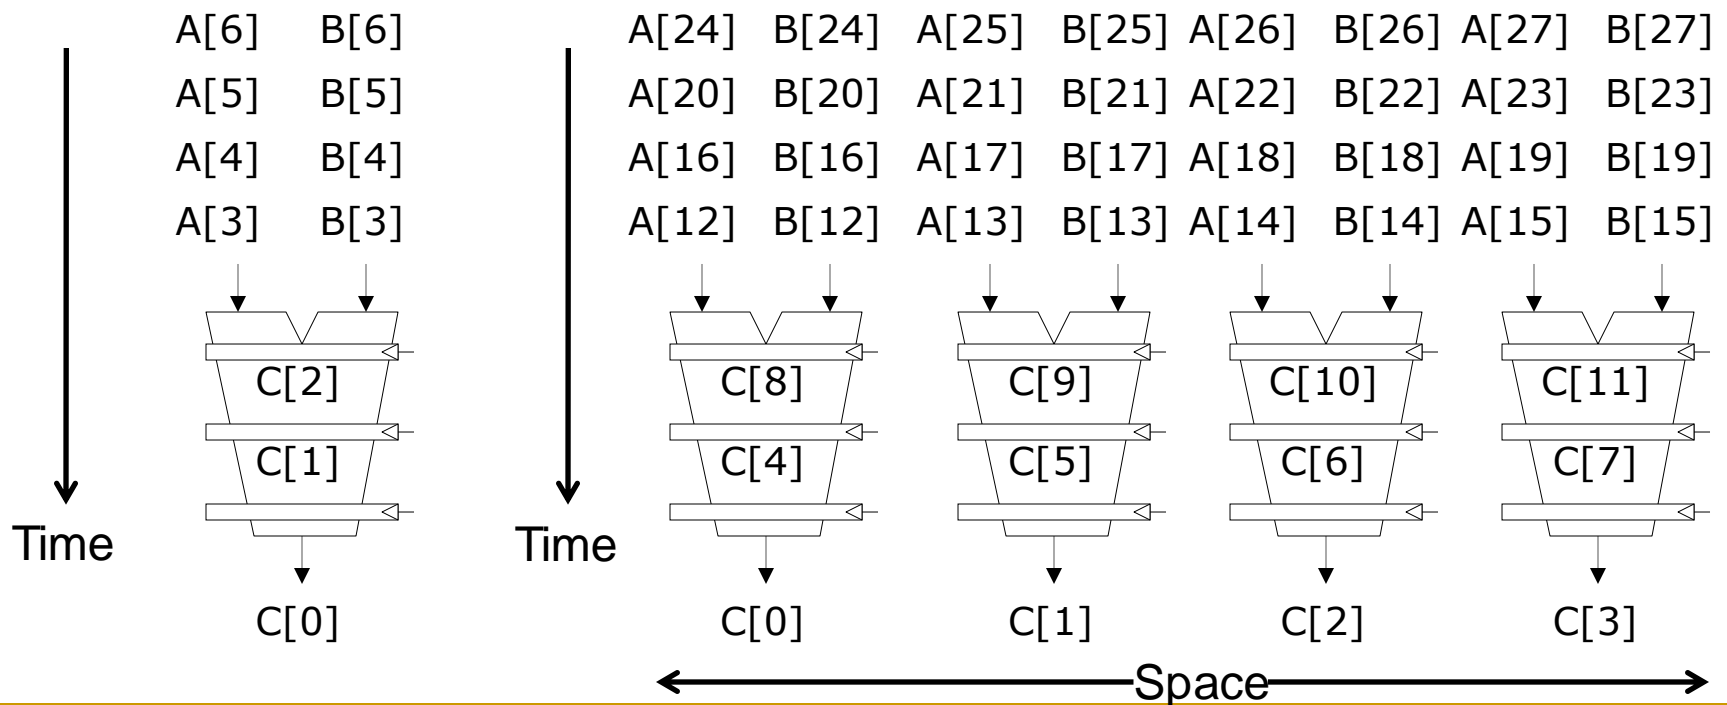 A[6] B[6] A[24] B[24] A[25] B[25] A[26] B[26] A[27] B[27]
A[5] B[5] A[20] B[20] A[21] B[21] A[22] B[22] A[23] B[23]
A[4] B[4] A[16] B[16] A[17] B[17] A[18] B[18] A[19] B[19]
A[3] B[3] A[12] B[12] A[13] B[13] A[14] B[14] A[15] B[15]
C[2] C[8] C[9] C[10] C[11]
C[1] C[4] C[5] C[6] C[7]
Time Time
C[0] C[0] C[1] C[2] C[3]
Space